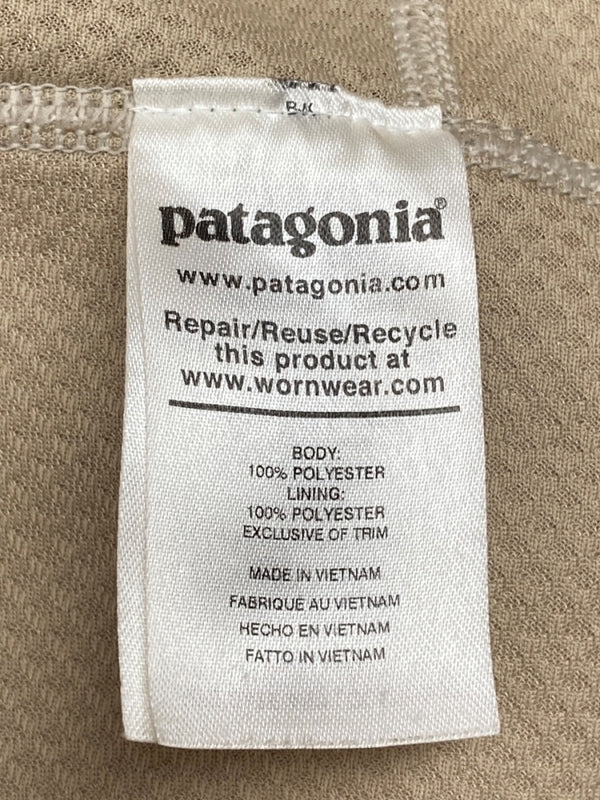 patagonia®
www.patagonia.com
Repair/Reuse/Recycle
this product at
www.wornwear.com
BODY:
100% POLYESTER
LINING:
100% POLYESTER
EXCLUSIVE OF TRIM
MADE IN VIETNAM
FABRIQUE AU VIETNAM
HECHO EN VIETNAM
FATTO IN VIETNAM